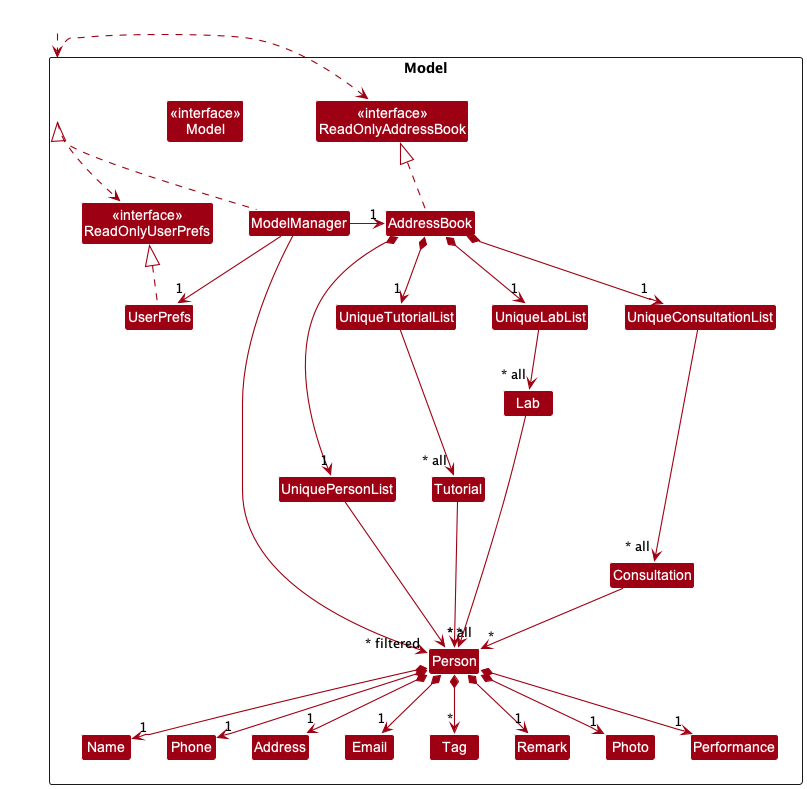 Model
«interface»
Model
«interface»
ReadOnlyAddressBook
«interface»
ReadOnlyUserPrefs
ModelManager
1
AddressBook
1
1
1
1
UserPrefs
UniqueTutorialList
UniqueLabList
UniqueConsultationList
* all
Lab
1
* all
UniquePersonList
Tutorial
* all
Consultation
* filtered
* all
*
Person
1
1
1
1
*
1
1
1
Name
Phone
Address
Email
Tag
Remark
Photo
Performance